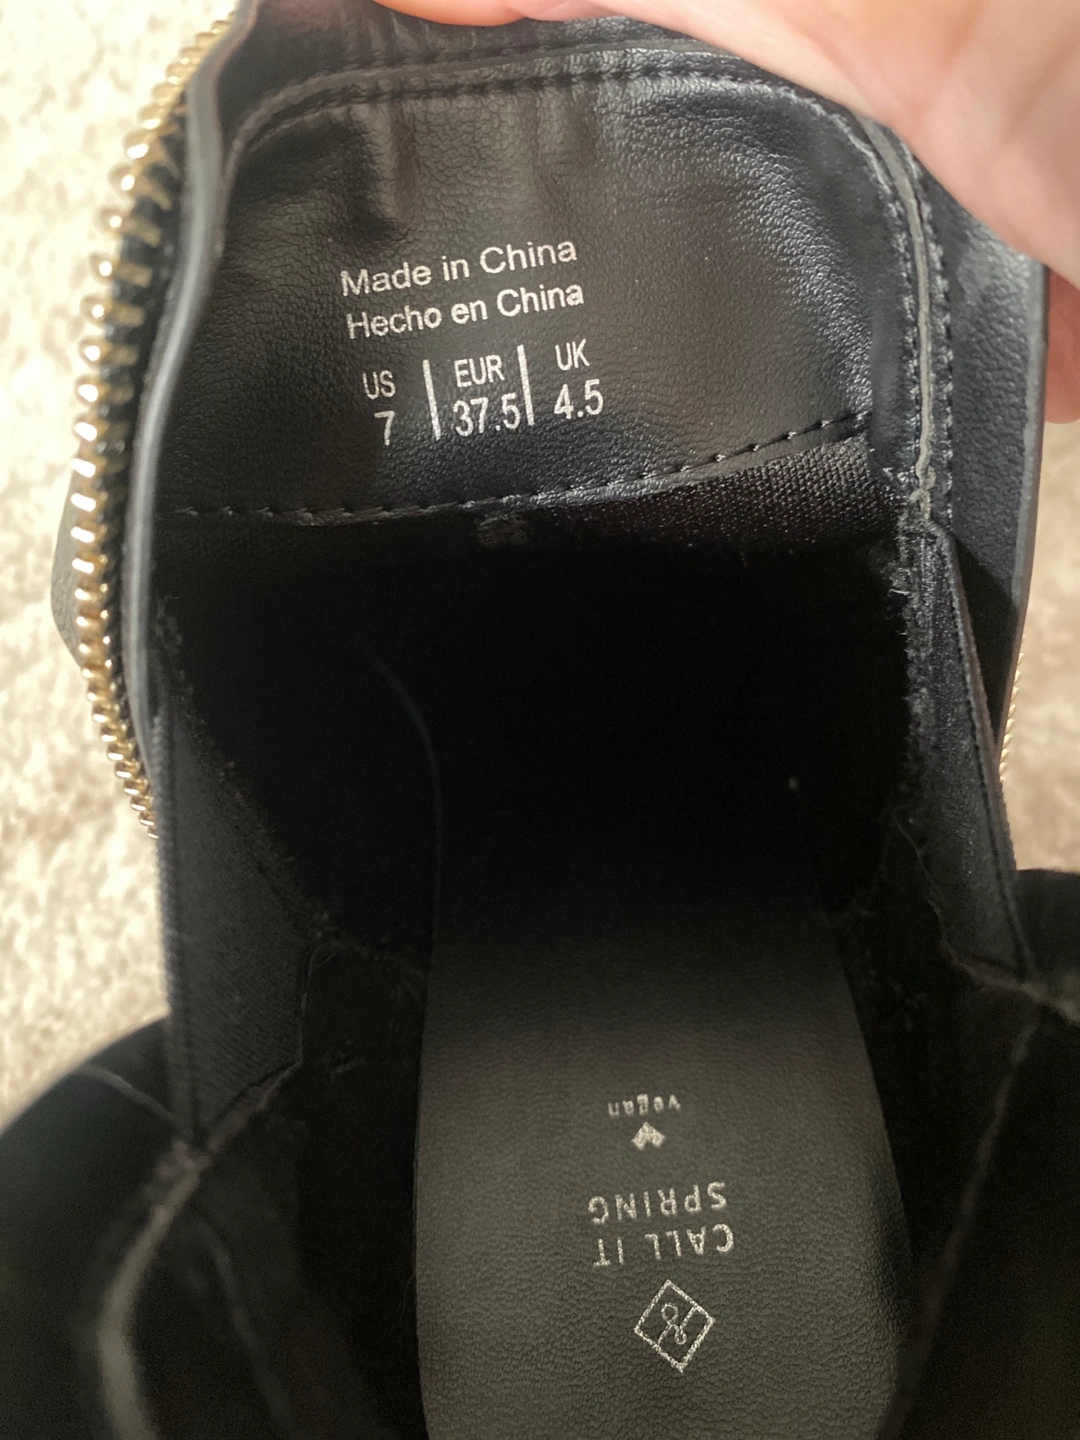 Made in China
Hecho en China
US | EUR | UK
7 | 37.5 | 4.5
CALL IT
SPRING
vegan